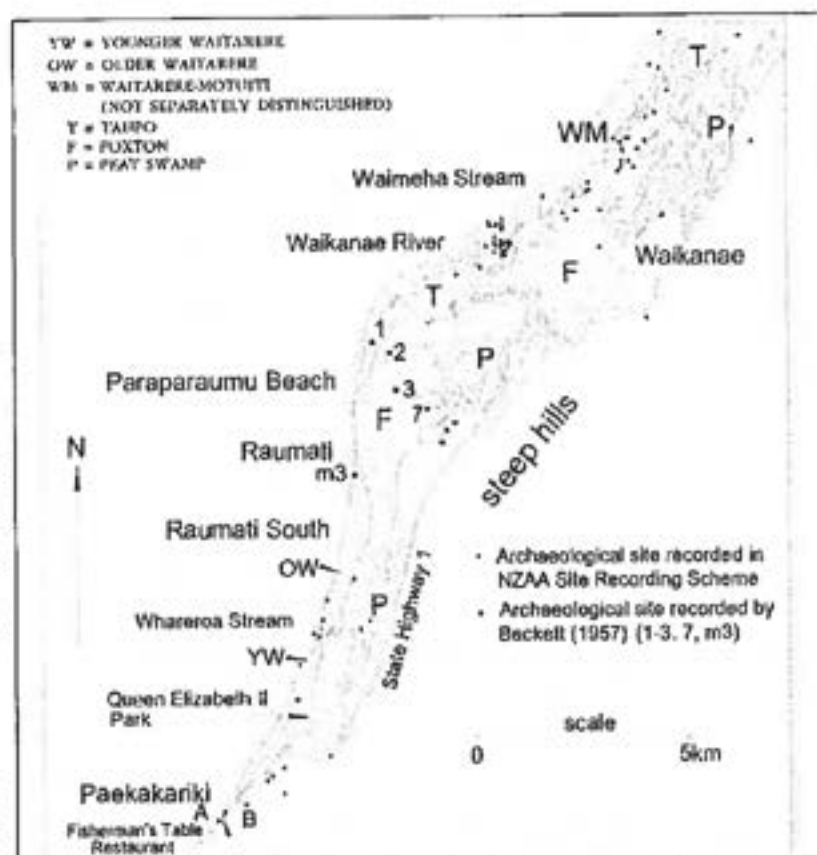 YW = YOUNGER WAITARERE
OW = OLDER WAITARERE
WM = WAITARERE-MOTUITI
(NOT SEPARATELY DISTINGUISHED)
T = TAUPO
F = FOXTON
P = PEAT SWAMP
T
WM
P
Waimeha Stream
Waikanae River
Waikanae
F
T
1
2
P
Paraparaumu Beach
3
F
7
N
Raumati
m3
steep hills
Raumati South
OW
Archaeological site recorded in
NZAA Site Recording Scheme
P
Whareroa Stream
Archaeological site recorded by
Beckett (1957) (1-3. 7, m3)
State Highway 1
YW
Queen Elizabeth II
Park
scale
0
5km
Paekakariki
A
B
Fisherman's Table
Restaurant